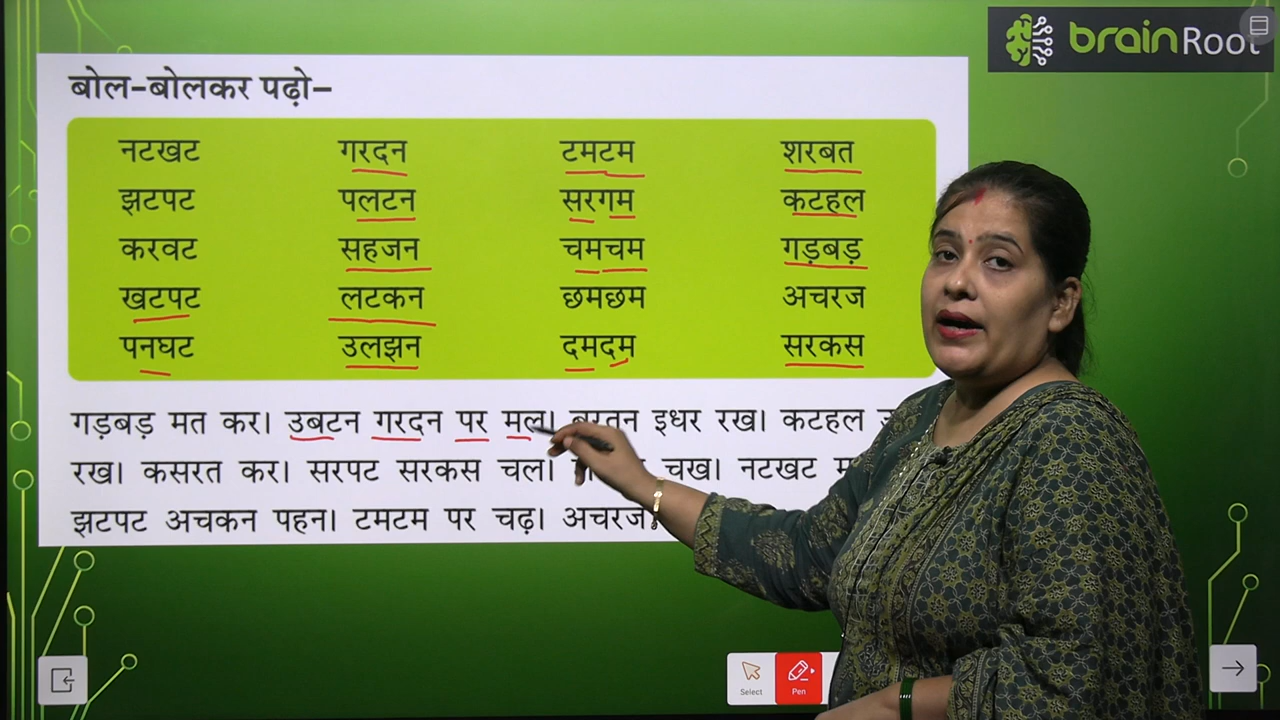 brainRoot
बोल-बोलकर पढ़ो–
नटखट गरदन टमटम शरबत
झटपट पलटन सरगम कटहल
करवट सहजन चमचम गड़बड़
खटपट लटकन छमछम अचरज
पनघट उलझन दमदम सरकस
गड़बड़ मत कर। उबटन गरदन पर मल। बरतन इधर रख। कटहल
रख। कसरत कर। सरपट सरकस चल। चख। नटखट
झटपट अचकन पहन। टमटम पर चढ़। अचरज
Select Pen